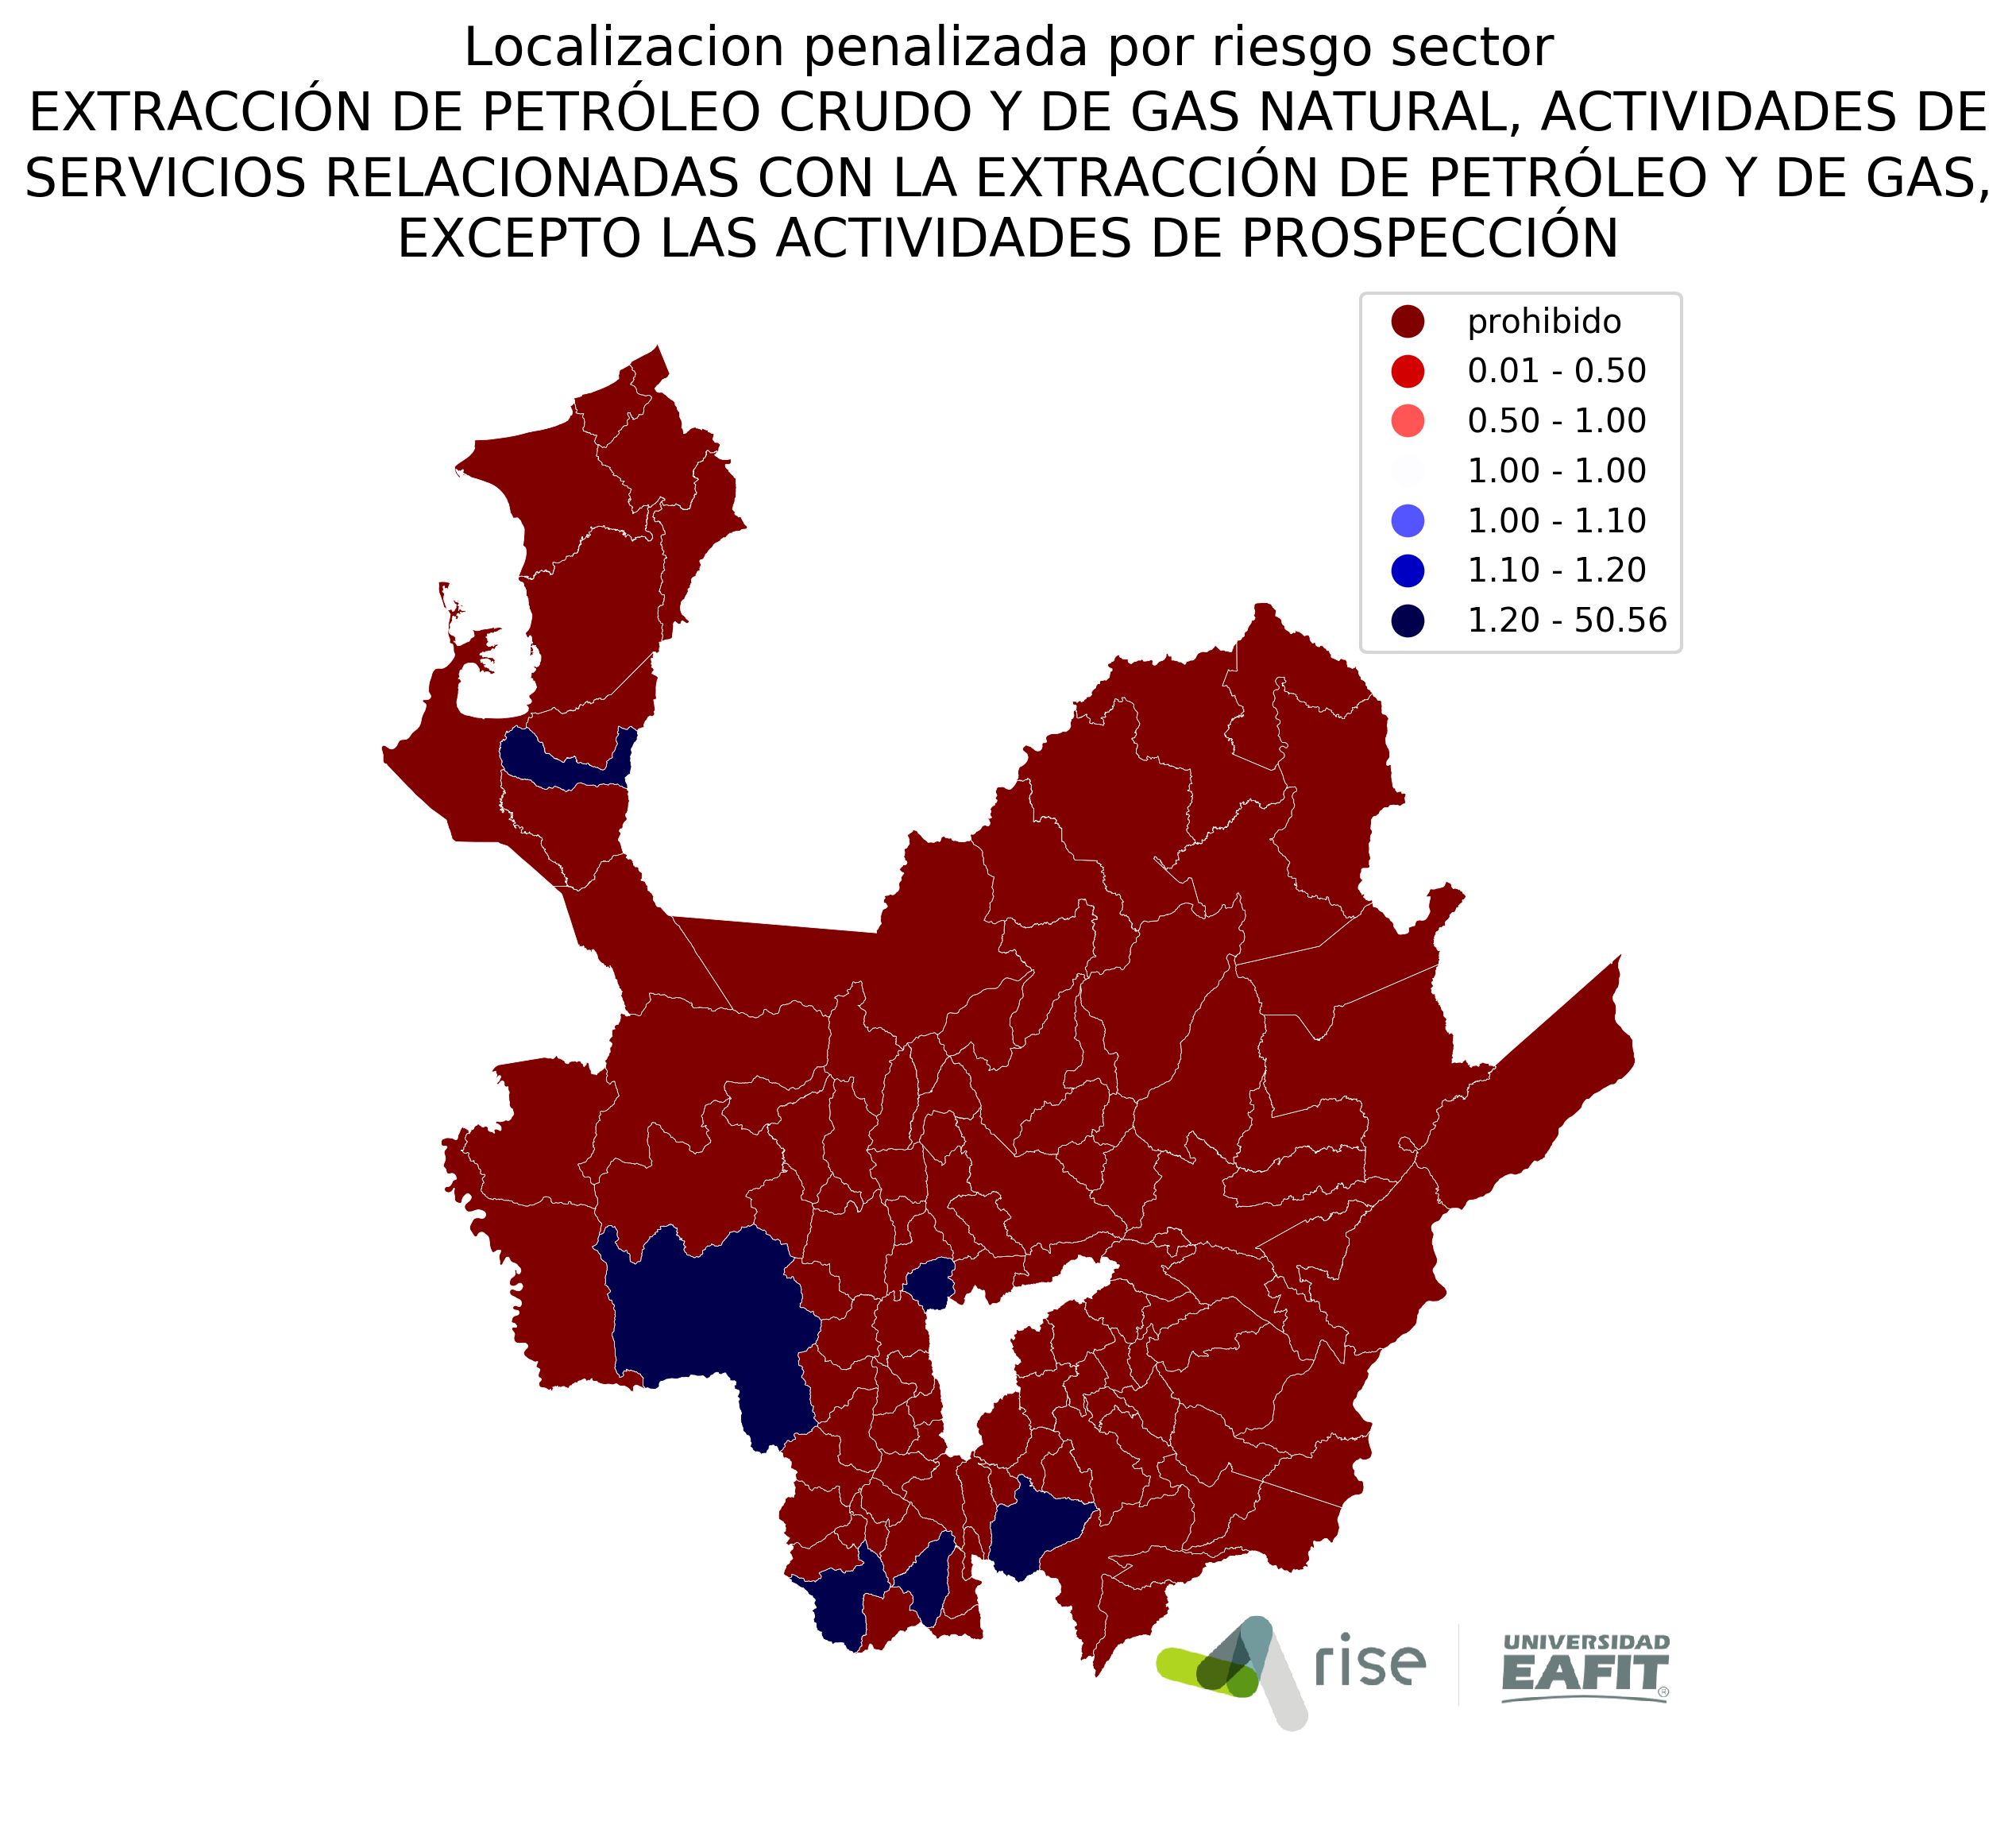 Localizacion penalizada por riesgo sector
EXTRACCIÓN DE PETRÓLEO CRUDO Y DE GAS NATURAL, ACTIVIDADES DE
SERVICIOS RELACIONADAS CON LA EXTRACCIÓN DE PETRÓLEO Y DE GAS,
EXCEPTO LAS ACTIVIDADES DE PROSPECCIÓN
prohibido
0.01 - 0.50
0.50 - 1.00
1.00 - 1.00
1.00 - 1.10
1.10 - 1.20
1.20 - 50.56
rise
UNIVERSIDAD
EAFIT®